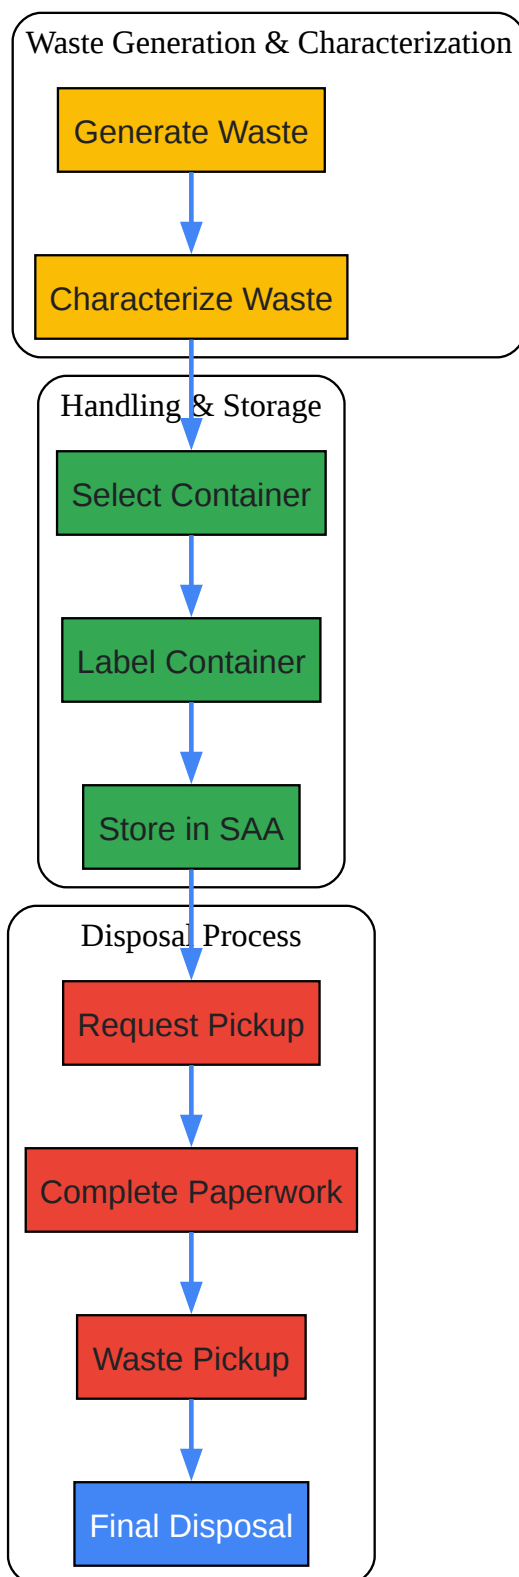 Waste Generation & Characterization
Generate Waste
Characterize Waste
Handling & Storage
Select Container
Label Container
Store in SAA
Disposal Process
Request Pickup
Complete Paperwork
Waste Pickup
Final Disposal